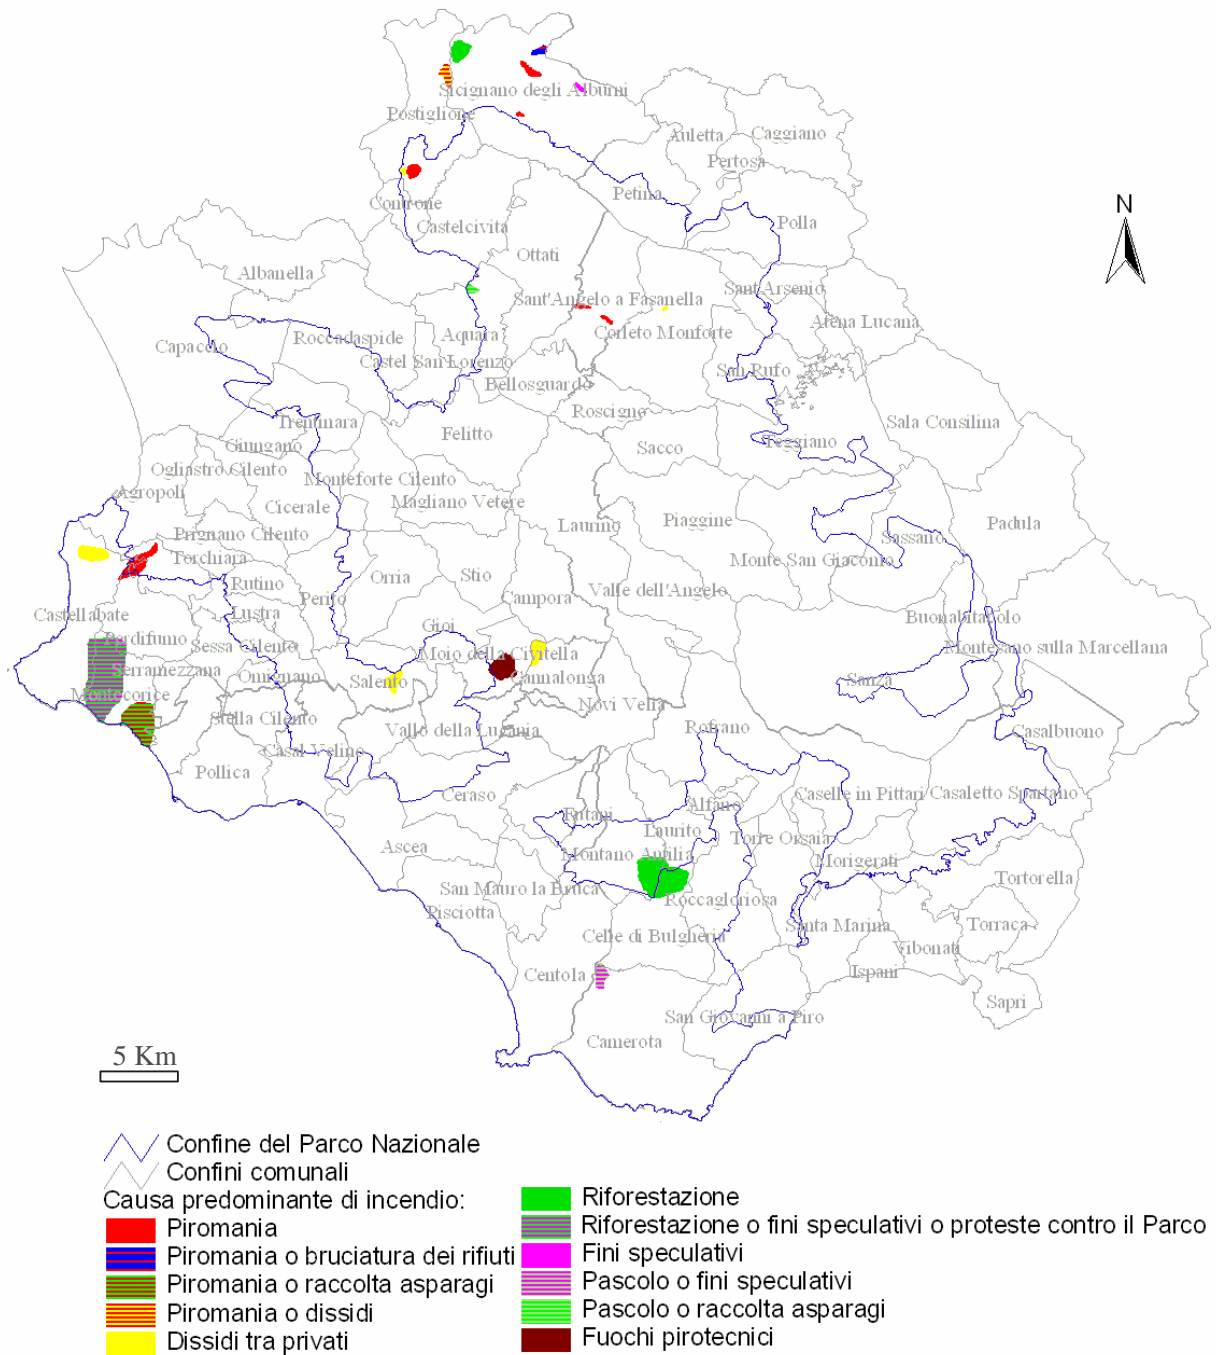 Sicignano degli Alburni
Postiglione
Auletta
Caggiano
Pertosa
Petina
Controne
Castelcivita
Polla
N
Ottati
Albanella
Sant'Angelo a Fasanella
Sant'Arsenio
Corleto Monforte
Atena Lucana
Capaccio
Roccadaspide
Aquara
Castel San Lorenzo
Bellosguardo
San Rufo
Roscigno
Trentinara
Felitto
Sacco
Teggiano
Sala Consilina
Giungano
Ogliastro Cilento
Monteforte Cilento
Agropoli
Cicerale
Magliano Vetere
Laurino
Piaggine
Padula
Prignano Cilento
Sassano
Torchiara
Monte San Giacomo
Rutino
Orria
Stio
Valle dell'Angelo
Perito
Campora
Castellabate
Lustra
Buonabitacolo
Gioi
Perdifumo
Sessa Cilento
Moio della Civitella
Montesano sulla Marcellana
Serramezzana
Omignano
Salento
Cannalonga
Sanza
Montecorice
Novi Velia
Stella Cilento
Rofrano
Vallo della Lucania
Casalbuono
Casal Velino
Pollica
Ceraso
Caselle in Pittari
Casaletto Spartano
Alfano
Futani
Laurito
Torre Orsaia
Ascea
Montano Antilia
Morigerati
Tortorella
San Mauro la Bruca
Roccagloriosa
Pisciotta
Santa Marina
Torraca
Celle di Bulgheria
Vibonati
Centola
Ispani
Sapri
San Giovanni a Piro
Camerota
5 Km
Confine del Parco Nazionale
Confini comunali
Causa predominante di incendio:
Piromania
Piromania o bruciatura dei rifiuti
Piromania o raccolta asparagi
Piromania o dissidi
Dissidi tra privati
Riforestazione
Riforestazione o fini speculativi o proteste contro il Parco
Fini speculativi
Pascolo o fini speculativi
Pascolo o raccolta asparagi
Fuochi pirotecnici